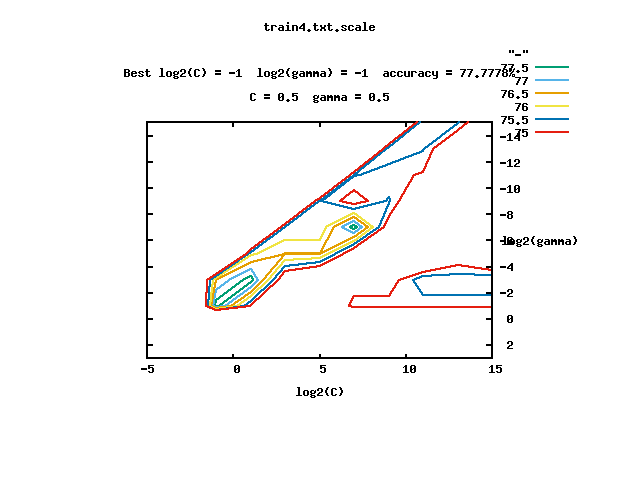 train4.txt.scale
"-"
Best log2(C) = -1 log2(gamma) = -1 accuracy = 77.7778%
77.5
77
C = 0.5 gamma = 0.5
76.5
76
75.5
75
-14
-12
-10
-8
-6
log2(gamma)
-4
-2
0
2
-5 0 5 10 15
log2(C)